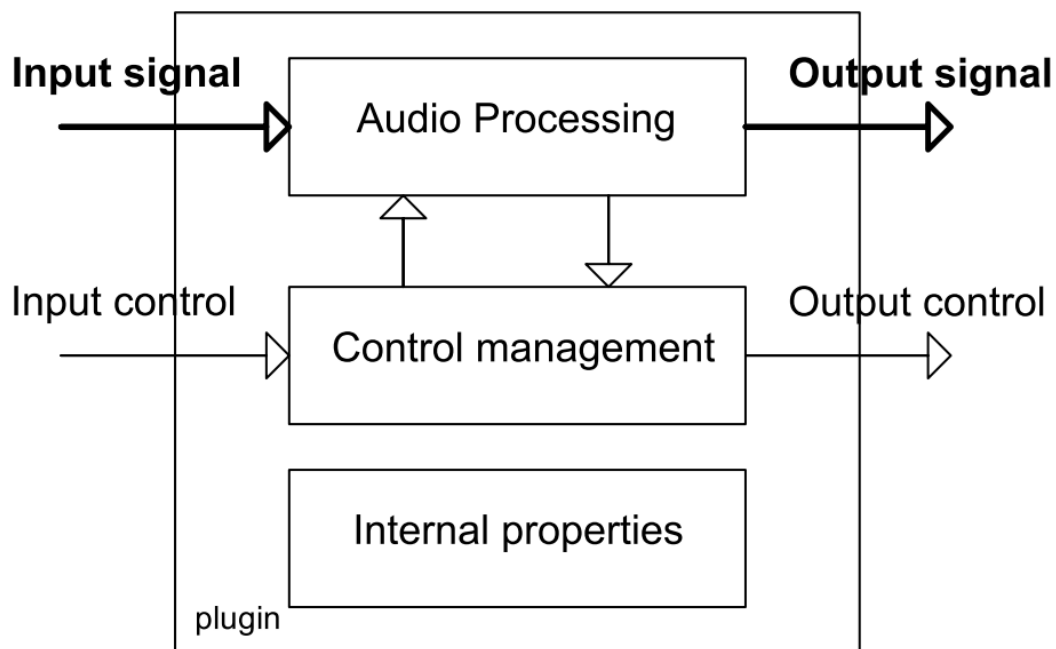 Input signal
Output signal
Audio Processing
Input control
Output control
Control management
Internal properties
plugin